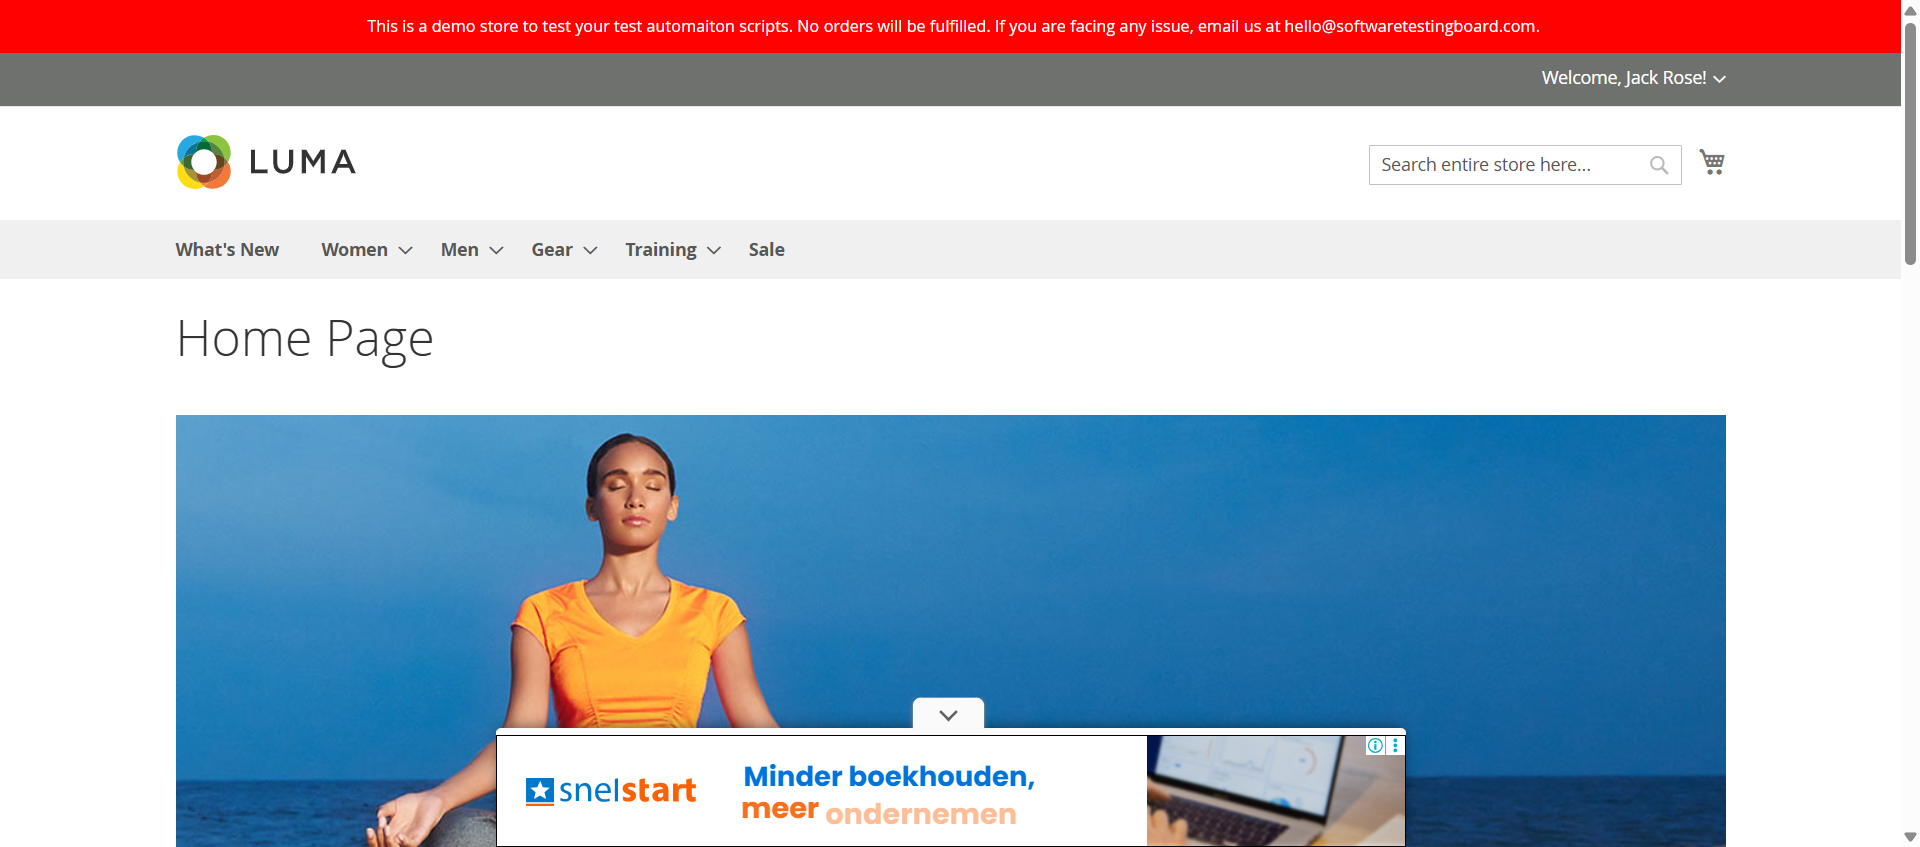 This is a demo store to test your test automaiton scripts. No orders will be fulfilled. If you are facing any issue, email us at hello@softwaretestingboard.com.
Welcome, Jack Rose!
LUMA
Search entire store here...
What's New Women Men Gear Training Sale
Home Page
snelstart
Minder boekhouden,
meer ondernemen